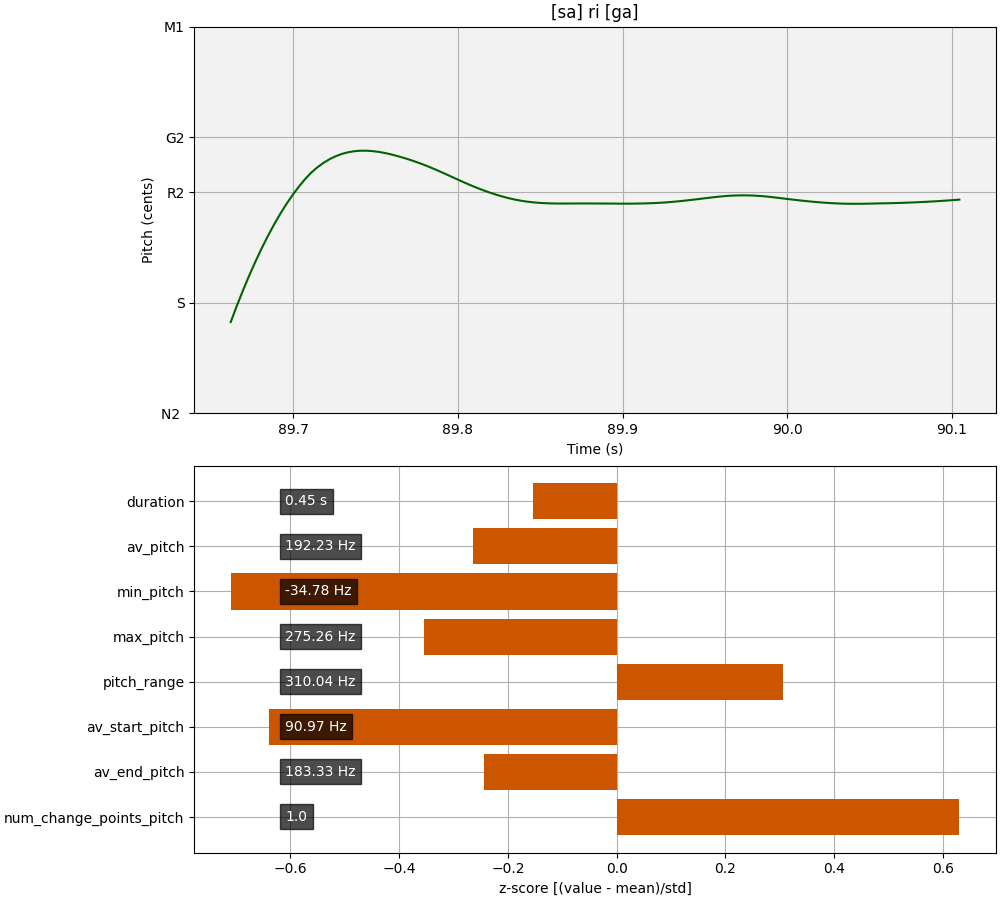 [sa] ri [ga]
M1
G2
R2
S
N2
Pitch (cents)
89.7 89.8 89.9 90.0 90.1
Time (s)
duration 0.45 s
av_pitch 192.23 Hz
min_pitch -34.78 Hz
max_pitch 275.26 Hz
pitch_range 310.04 Hz
av_start_pitch 90.97 Hz
av_end_pitch 183.33 Hz
num_change_points_pitch 1.0
−0.6 −0.4 −0.2 0.0 0.2 0.4 0.6
z-score [(value - mean)/std]